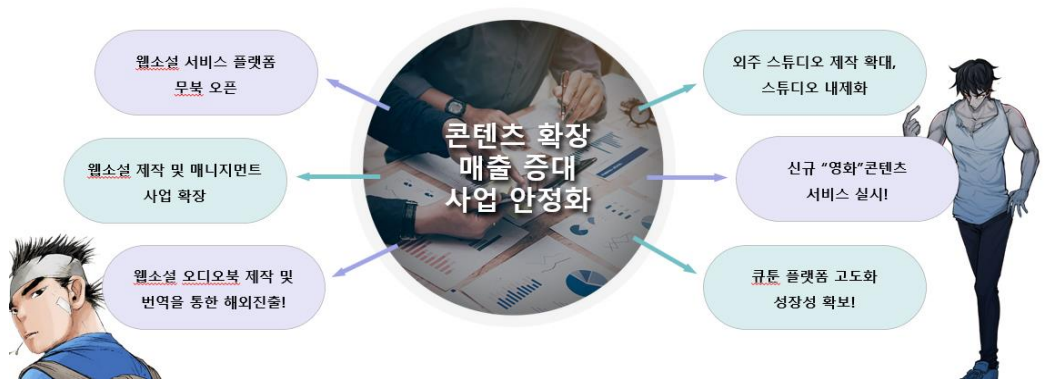 웹소설 서비스 플랫폼
무북 오픈
웹소설 제작 및 매니지먼트
사업 확장
웹소설 오디오북 제작 및
번역을 통한 해외진출!
콘텐츠 확장
매출 증대
사업 안정화
외주 스튜디오 제작 확대,
스튜디오 내제화
신규 “영화”콘텐츠
서비스 실시!
큐툰 플랫폼 고도화
성장성 확보!